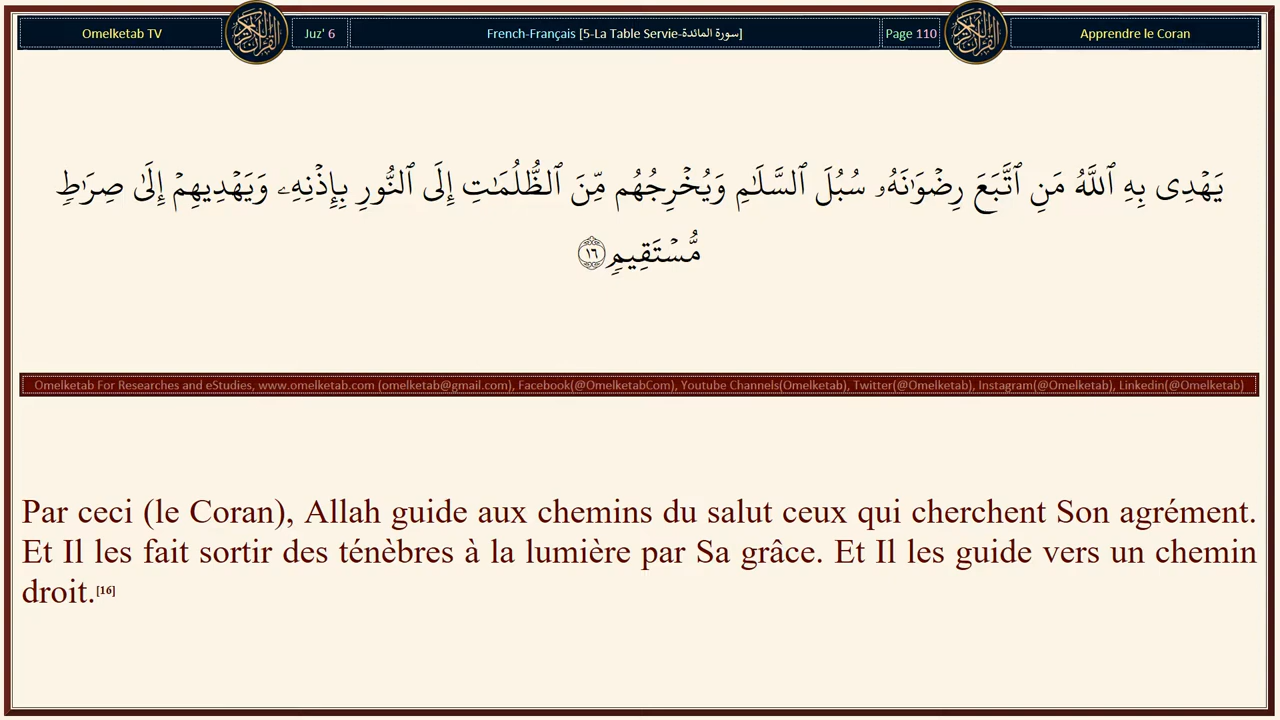 Omelketab TV
Juz' 6
French-Français [5-La Table Servie-سورة المائدة]
Page 110
Apprendre le Coran
يَهْدِى بِهِ ٱللَّهُ مَنِ ٱتَّبَعَ رِضْوَٰنَهُۥ سُبُلَ ٱلسَّلَٰمِ وَيُخْرِجُهُم مِّنَ ٱلظُّلُمَٰتِ إِلَى ٱلنُّورِ بِإِذْنِهِۦ وَيَهْدِيهِمْ إِلَىٰ صِرَٰطٍ
مُّسْتَقِيمٍ ١٦
Omelketab For Researches and eStudies, www.omelketab.com (omelketab@gmail.com), Facebook(@OmelketabCom), Youtube Channels(Omelketab), Twitter(@Omelketab), Instagram(@Omelketab), Linkedin(@Omelketab)
Par ceci (le Coran), Allah guide aux chemins du salut ceux qui cherchent Son agrément.
Et Il les fait sortir des ténèbres à la lumière par Sa grâce. Et Il les guide vers un chemin
droit.[16]